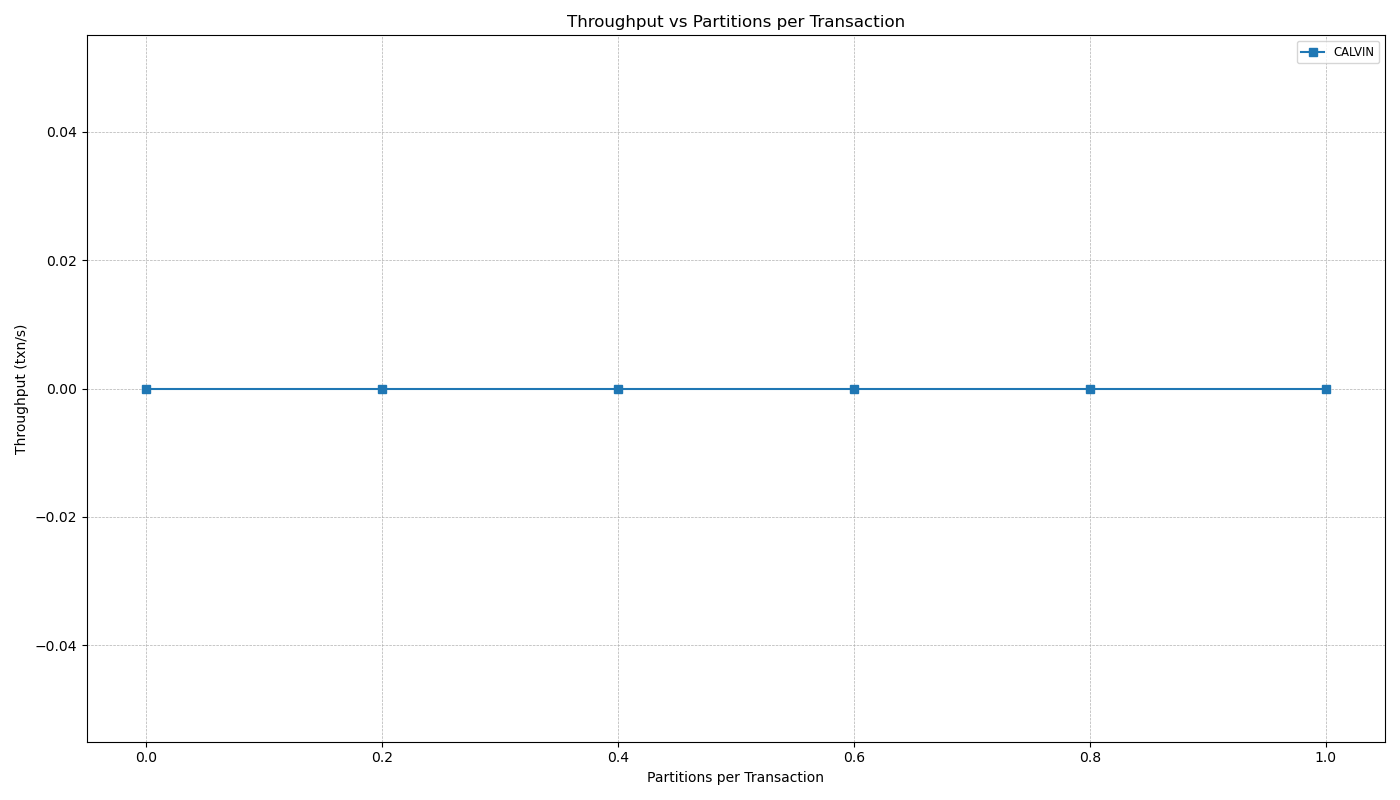 Throughput vs Partitions per Transaction
CALVIN
0.04
0.02
0.00
−0.02
−0.04
Throughput (txn/s)
0.0 0.2 0.4 0.6 0.8 1.0
Partitions per Transaction